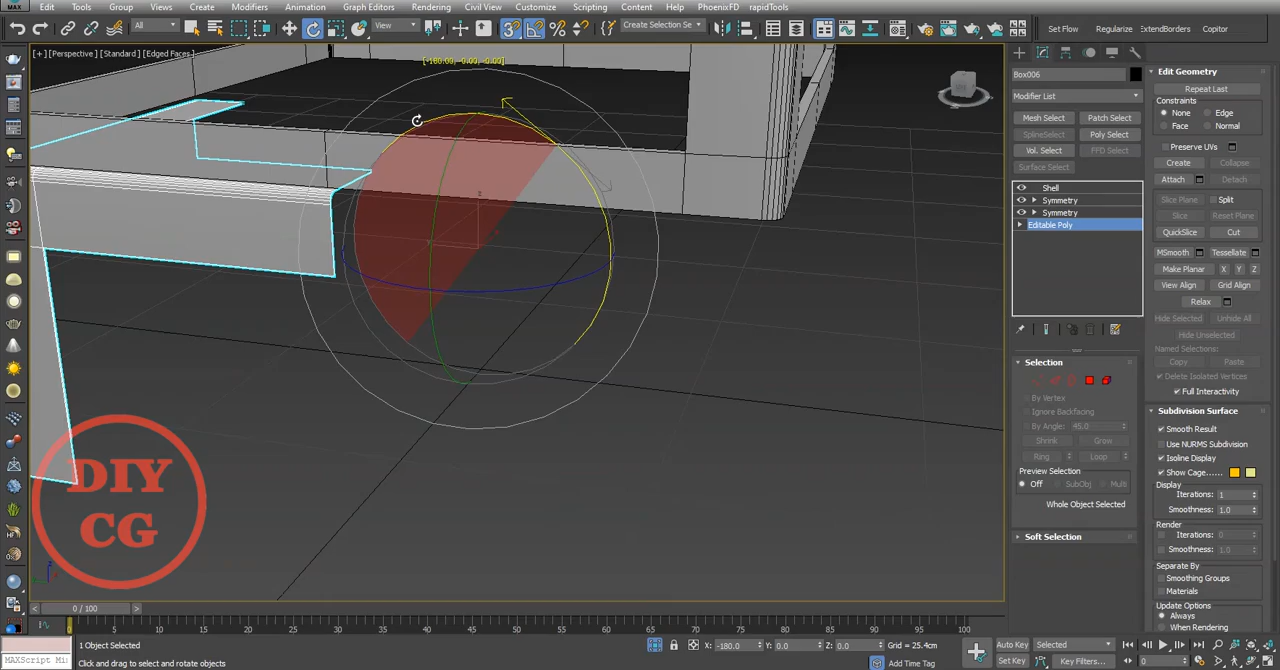 Edit Tools Group Views Create Modifiers Animation Graph Editors Rendering Civil View Customize Scripting Content Help PhoenixFD rapidTools
MAX
All View Create Selection Se Set Flow Regularize ExtendBorders Copitor
[+] [Perspective] [Standard] [Edged Faces]
[-180.00, -0.00, -0.00]
z
DIY
CG
Box006
Modifier List
Mesh Select Patch Select
SplineSelect Poly Select
Vol. Select FFD Select
Surface Select
Shell
Symmetry
Symmetry
Editable Poly
Selection
By Vertex
Ignore Backfacing
By Angle: 45.0
Shrink Grow
Ring Loop
Preview Selection
Off SubObj Multi
Whole Object Selected
Soft Selection
Edit Geometry
Repeat Last
Constraints
None Edge
Face Normal
Preserve UVs
Create Collapse
Attach Detach
Slice Plane Split
Slice Reset Plane
QuickSlice Cut
MSmooth Tessellate
Make Planar X Y Z
View Align Grid Align
Relax
Hide Selected Unhide All
Hide Unselected
Named Selections:
Copy Paste
Delete Isolated Vertices
Full Interactivity
Subdivision Surface
Smooth Result
Use NURMS Subdivision
Isoline Display
Show Cage......
Display
Iterations: 1
Smoothness: 1.0
Render
Iterations: 0
Smoothness: 1.0
Separate By
Smoothing Groups
Materials
Update Options
Always
When Rendering
0 / 100
0 5 10 15 20 25 30 35 40 45 50 55 60 65 70 75 80 85 90 95 100
1 Object Selected X: -180.0 Y: 0.0 Z: 0.0 Grid = 25.4cm Auto Key Selected
MAXScript Mi Click and drag to select and rotate objects Add Time Tag Set Key Key Filters... 0